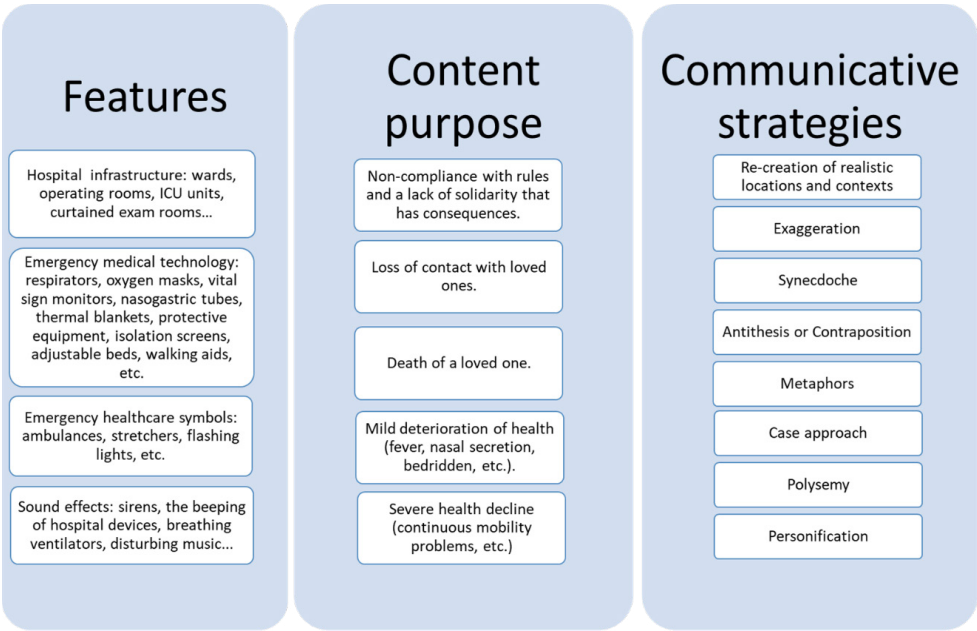 Features
Hospital infrastructure: wards,
operating rooms, ICU units,
curtained exam rooms...
Emergency medical technology:
respirators, oxygen masks, vital
sign monitors, nasogastric tubes,
thermal blankets, protective
equipment, isolation screens,
adjustable beds, walking aids,
etc.
Emergency healthcare symbols:
ambulances, stretchers, flashing
lights, etc.
Sound effects: sirens, the beeping
of hospital devices, breathing
ventilators, disturbing music...
Content
purpose
Non-compliance with rules
and a lack of solidarity that
has consequences.
Loss of contact with loved
ones.
Death of a loved one.
Mild deterioration of health
(fever, nasal secretion,
bedridden, etc.).
Severe health decline
(continuous mobility
problems, etc.)
Communicative
strategies
Re-creation of realistic
locations and contexts
Exaggeration
Synecdoche
Antithesis or Contraposition
Metaphors
Case approach
Polysemy
Personification